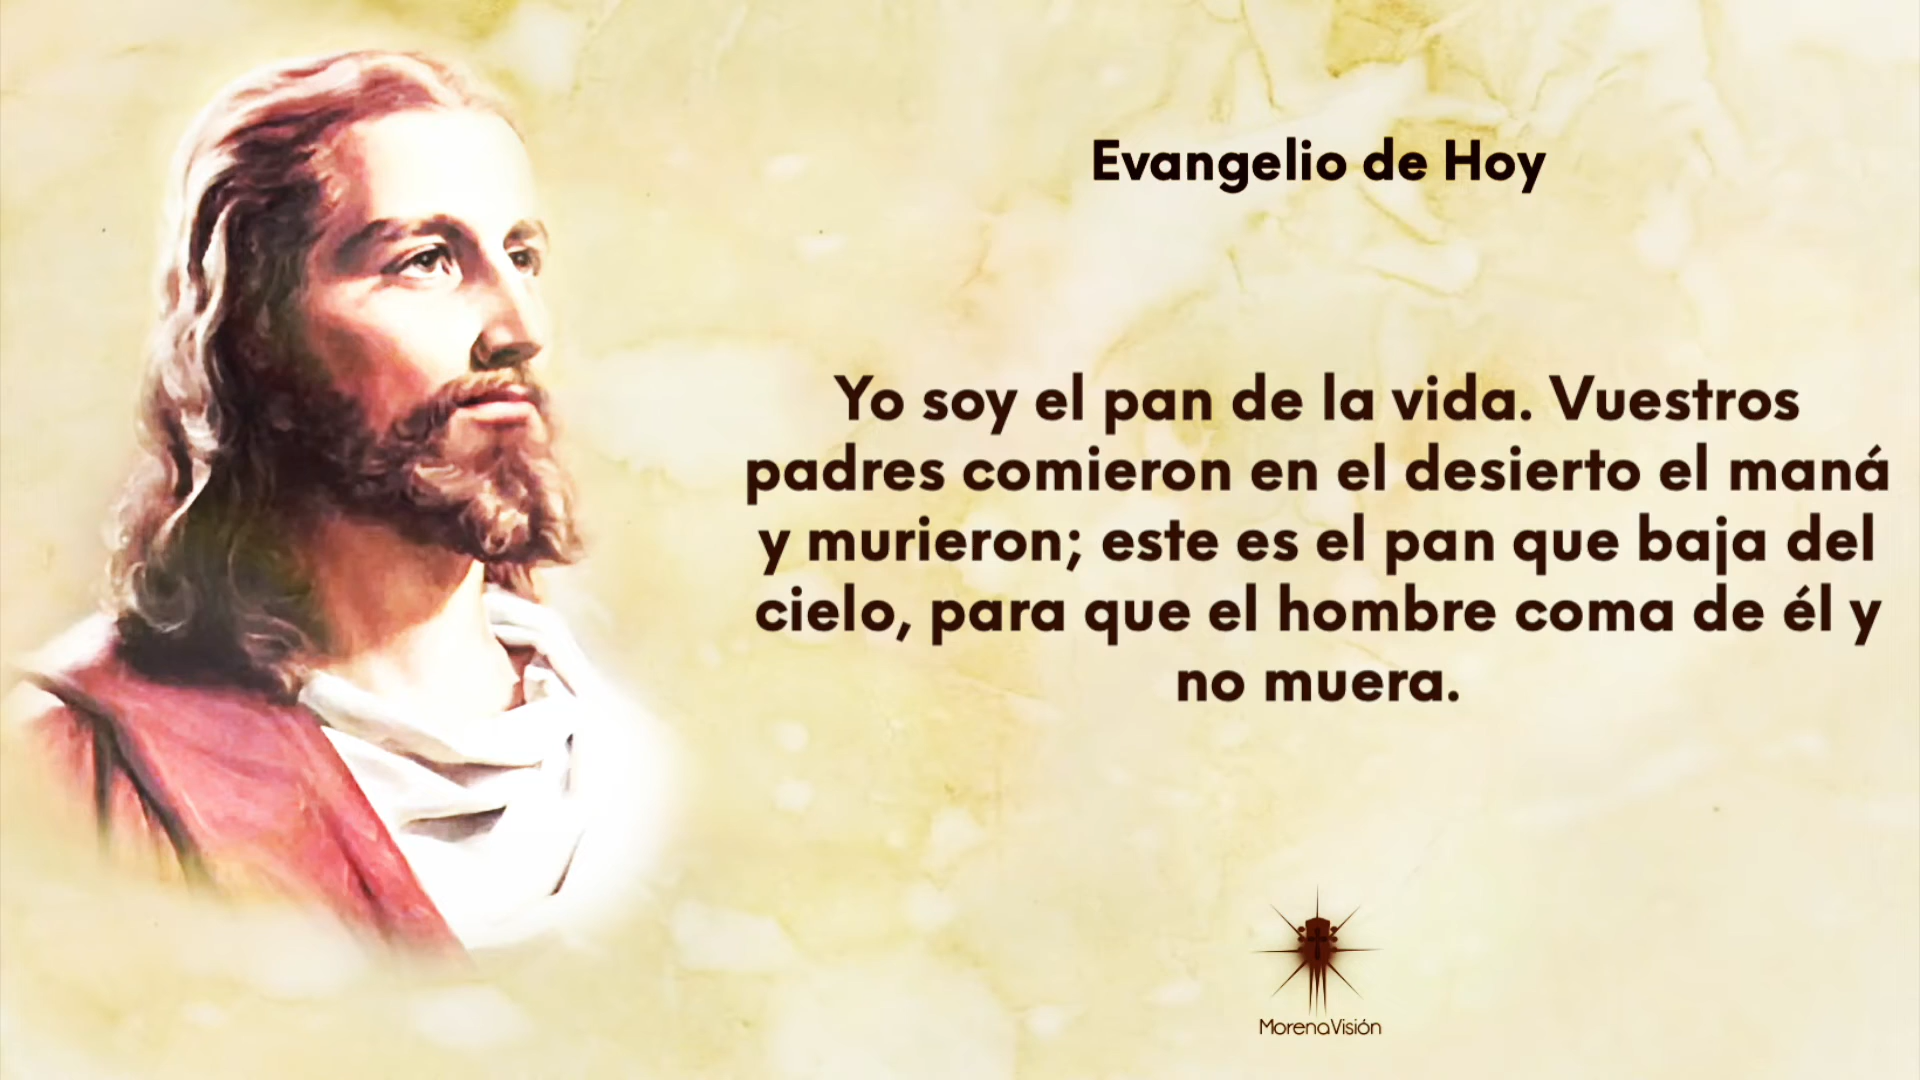 Evangelio de Hoy
Yo soy el pan de la vida. Vuestros
padres comieron en el desierto el maná
y murieron; este es el pan que baja del
cielo, para que el hombre coma de él y
no muera.
MorenaVisión